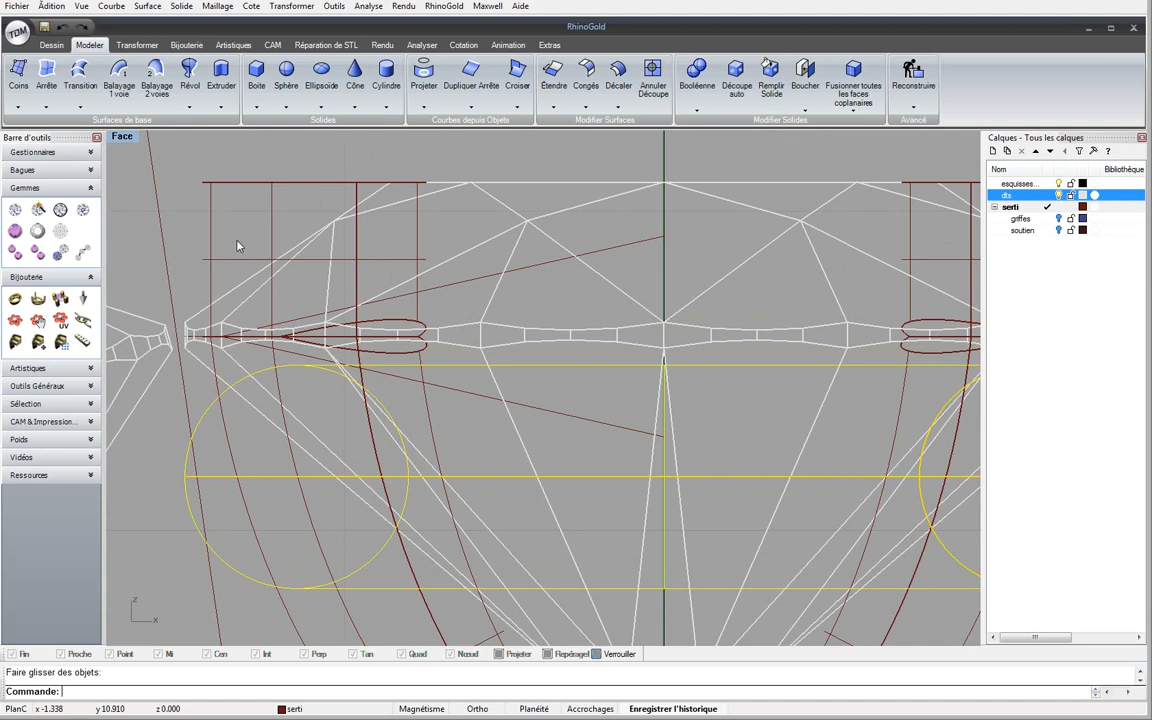 Fichier Âdition Vue Courbe Surface Solide Maillage Cote Transformer Outils Analyse Rendu RhinoGold Maxwell Aide
TDM RhinoGold
Dessin Modeler Transformer Bijouterie Artistiques CAM Réparation de STL Rendu Analyser Cotation Animation Extras
Coins Arrête Transition Balayage 1 voie Balayage 2 voies Révol Extruder Boite Sphère Ellipsoide Cône Cylindre Projeter Dupliquer Arrête Croiser Étendre Congés Décaler Annuler Découpe Booléenne Découpe auto Remplir Solide Boucher Fusionner toutes les faces coplanaires Reconstruire
Surfaces de base Solides Courbes depuis Objets Modifier Surfaces Modifier Solides Avancé
Barre d'outils
Gestionnaires
Bagues
Gemmes
Bijouterie
UV
Artistiques
Outils Généraux
Sélection
CAM & Impression...
Poids
Vidéos
Ressources
Face
z
x
Calques - Tous les calques
?
Nom Bibliothèque
esquisses...
dts
serti
griffes
soutien
Fin Proche Point Mi Cen Int Perp Tan Quad Nœud Projeter Repérage Verrouiller
Faire glisser des objets:
Commande:
PlanC x -1.338 y 10.910 z 0.000 serti Magnétisme Ortho Planéité Accrochages Enregistrer l'historique